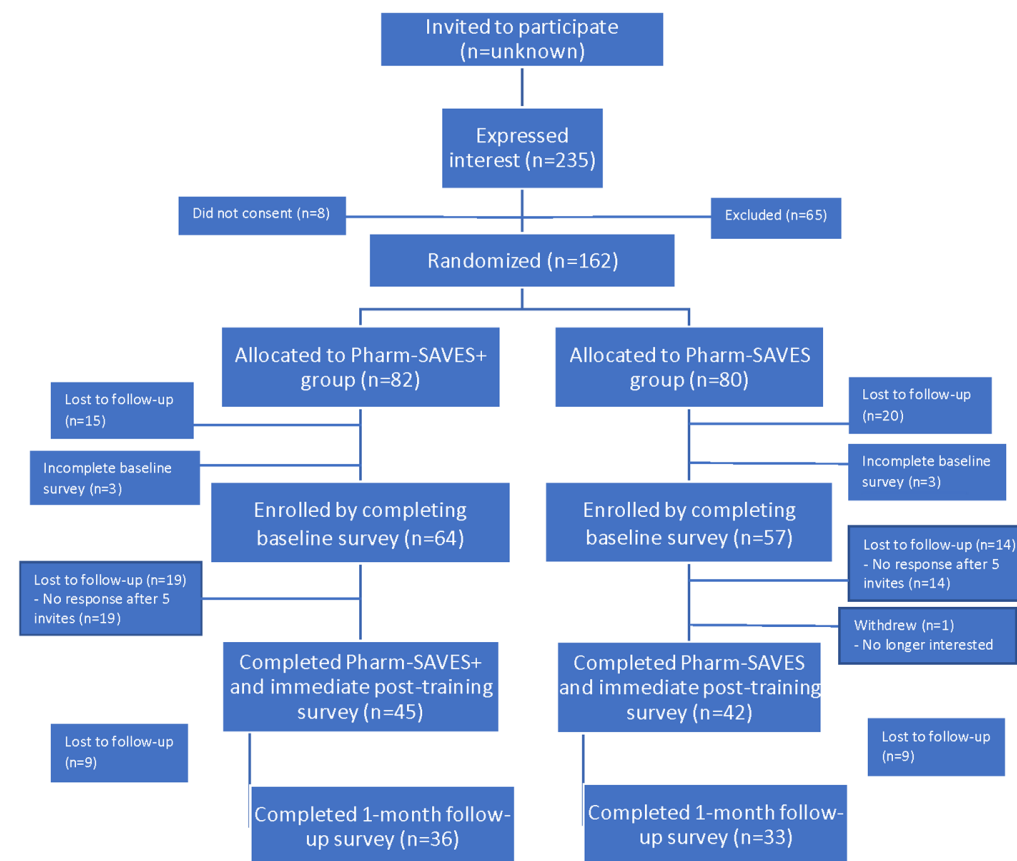 Invited to participate
(n=unknown)
Expressed
interest (n=235)
Did not consent (n=8)
Excluded (n=65)
Randomized (n=162)
Allocated to Pharm-SAVES+
group (n=82)
Allocated to Pharm-SAVES
group (n=80)
Lost to follow-up
(n=15)
Lost to follow-up
(n=20)
Incomplete baseline
survey (n=3)
Incomplete baseline
survey (n=3)
Enrolled by completing
baseline survey (n=64)
Enrolled by completing
baseline survey (n=57)
Lost to follow-up (n=19)
- No response after 5
invites (n=19)
Lost to follow-up (n=14)
- No response after 5
invites (n=14)
Withdrew (n=1)
- No longer interested
Completed Pharm-SAVES+
and immediate post-training
survey (n=45)
Completed Pharm-SAVES
and immediate post-training
survey (n=42)
Lost to follow-up
(n=9)
Lost to follow-up
(n=9)
Completed 1-month follow-
up survey (n=36)
Completed 1-month follow-
up survey (n=33)